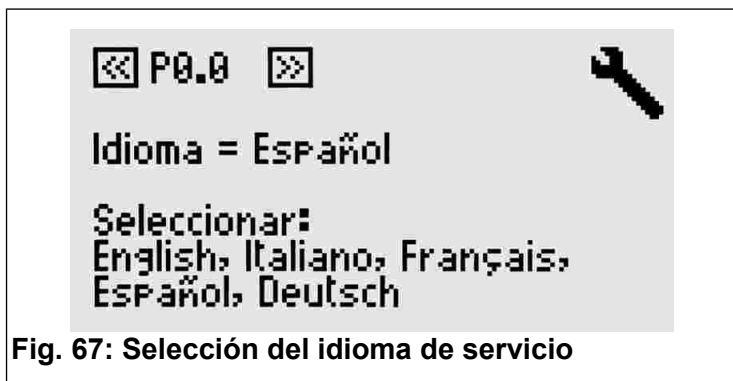 << P0.0 >>
Idioma = Español
Seleccionar:
English, Italiano, Français,
Español, Deutsch
Fig. 67: Selección del idioma de servicio